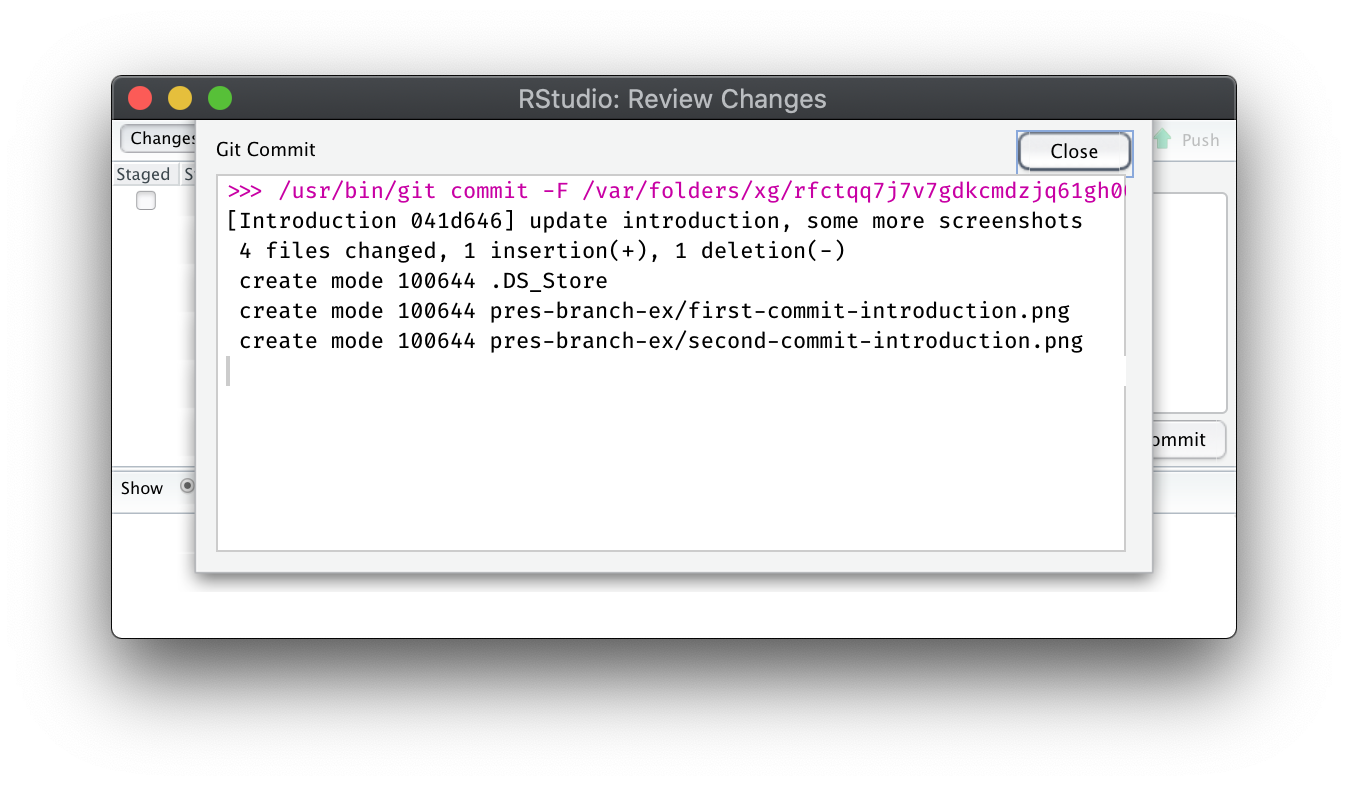 RStudio: Review Changes
Changes
Git Commit
Close
Push
Staged
>>> /usr/bin/git commit -F /var/folders/xg/rfctqq7j7v7gdkcmdzjq61gh0
[Introduction 041d646] update introduction, some more screenshots
4 files changed, 1 insertion(+), 1 deletion(-)
create mode 100644 .DS_Store
create mode 100644 pres-branch-ex/first-commit-introduction.png
create mode 100644 pres-branch-ex/second-commit-introduction.png
ommit
Show